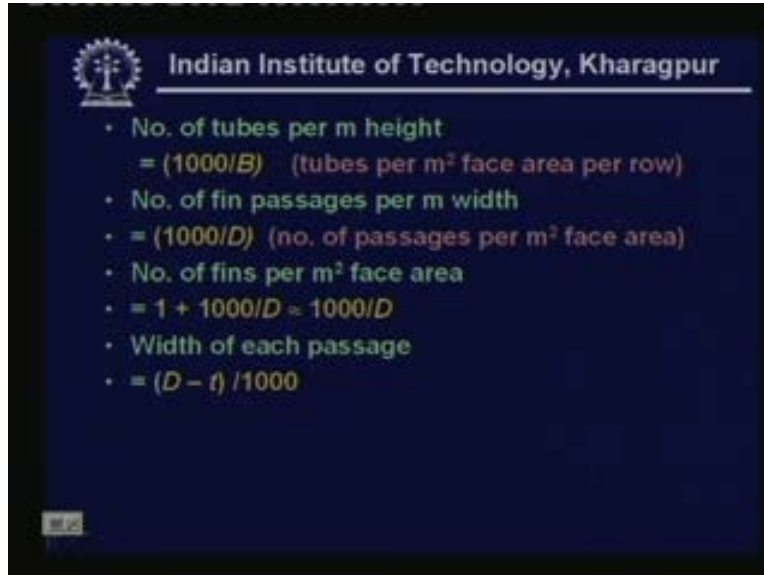 Indian Institute of Technology, Kharagpur
• No. of tubes per m height
= (1000/B) (tubes per m² face area per row)
• No. of fin passages per m width
• = (1000/D) (no. of passages per m² face area)
• No. of fins per m² face area
• = 1 + 1000/D ≈ 1000/D
• Width of each passage
• = (D – t) /1000